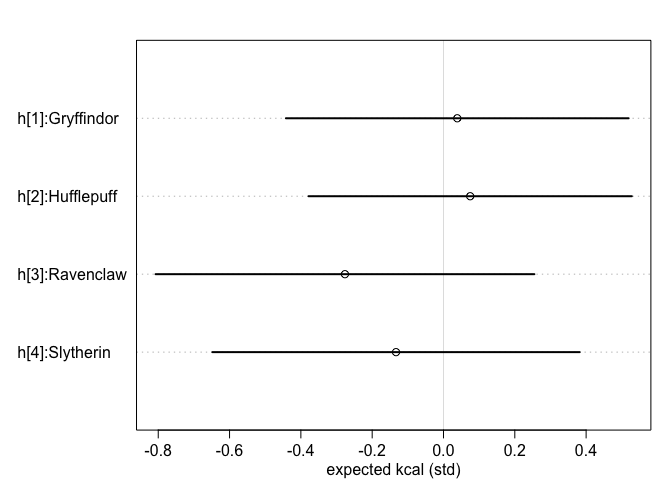 h[1]:Gryffindor
h[2]:Hufflepuff
h[3]:Ravenclaw
h[4]:Slytherin
-0.8 -0.6 -0.4 -0.2 0.0 0.2 0.4
expected kcal (std)